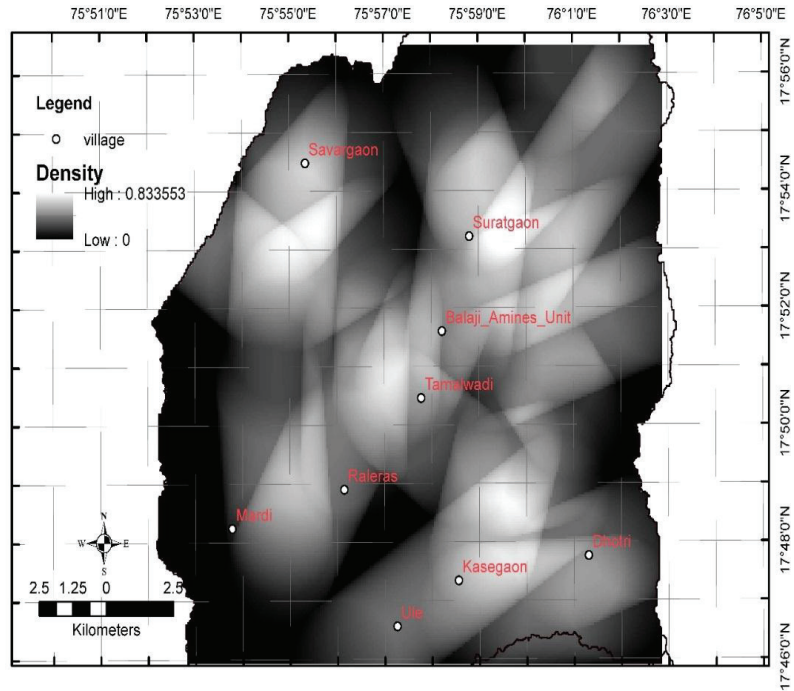 75°51'0"E 75°53'0"E 75°55'0"E 75°57'0"E 75°59'0"E 76°1'0"E 76°3'0"E 76°5'0"E
17°56'0"N
17°54'0"N
17°52'0"N
17°50'0"N
17°48'0"N
17°46'0"N
Legend
village
Density
High : 0.833553
Low : 0
Savargaon
Suratgaon
Balaji_Amines_Unit
Tamalwadi
Raleras
Mardi
Dhotri
Kasegaon
Ule
N
W E
S
2.5 1.25 0 2.5
Kilometers